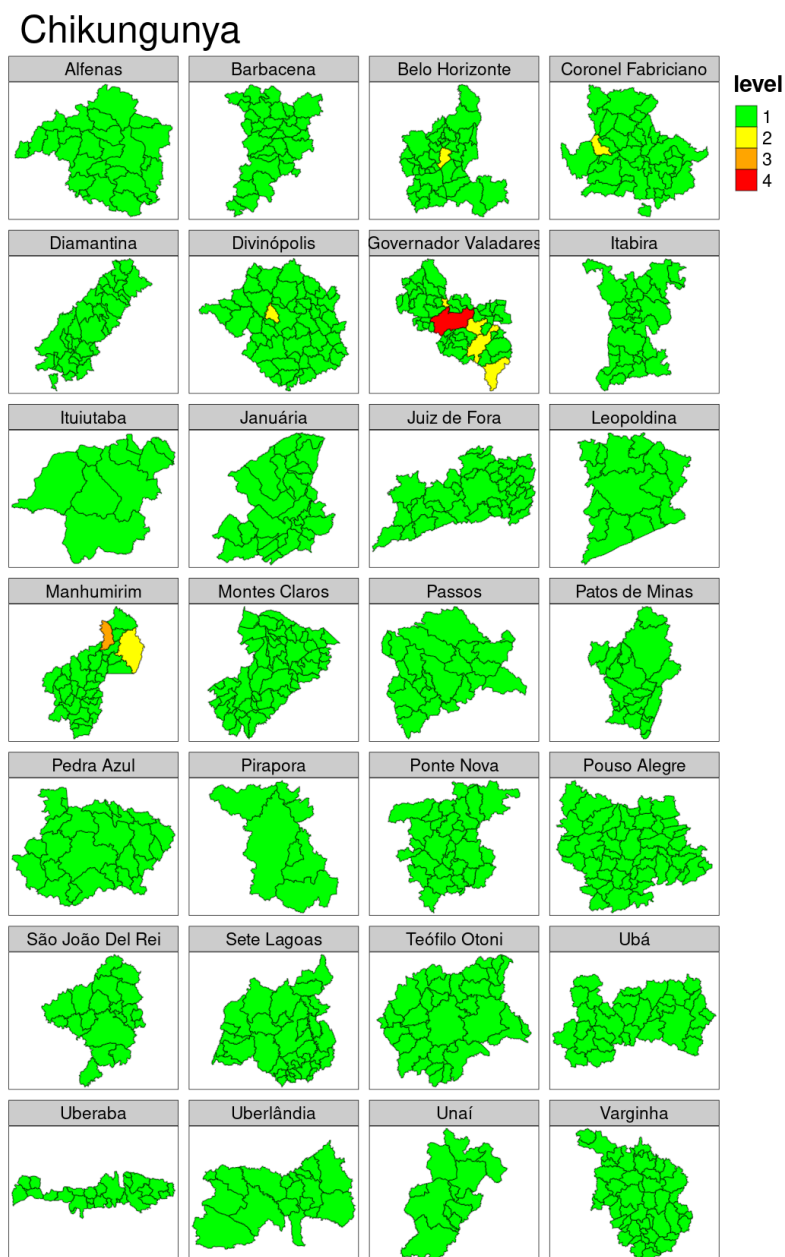 Chikungunya
Alfenas
Barbacena
Belo Horizonte
Coronel Fabriciano
level
1
2
3
4
Diamantina
Divinópolis
Governador Valadares
Itabira
Ituiutaba
Januária
Juiz de Fora
Leopoldina
Manhumirim
Montes Claros
Passos
Patos de Minas
Pedra Azul
Pirapora
Ponte Nova
Pouso Alegre
São João Del Rei
Sete Lagoas
Teófilo Otoni
Ubá
Uberaba
Uberlândia
Unaí
Varginha